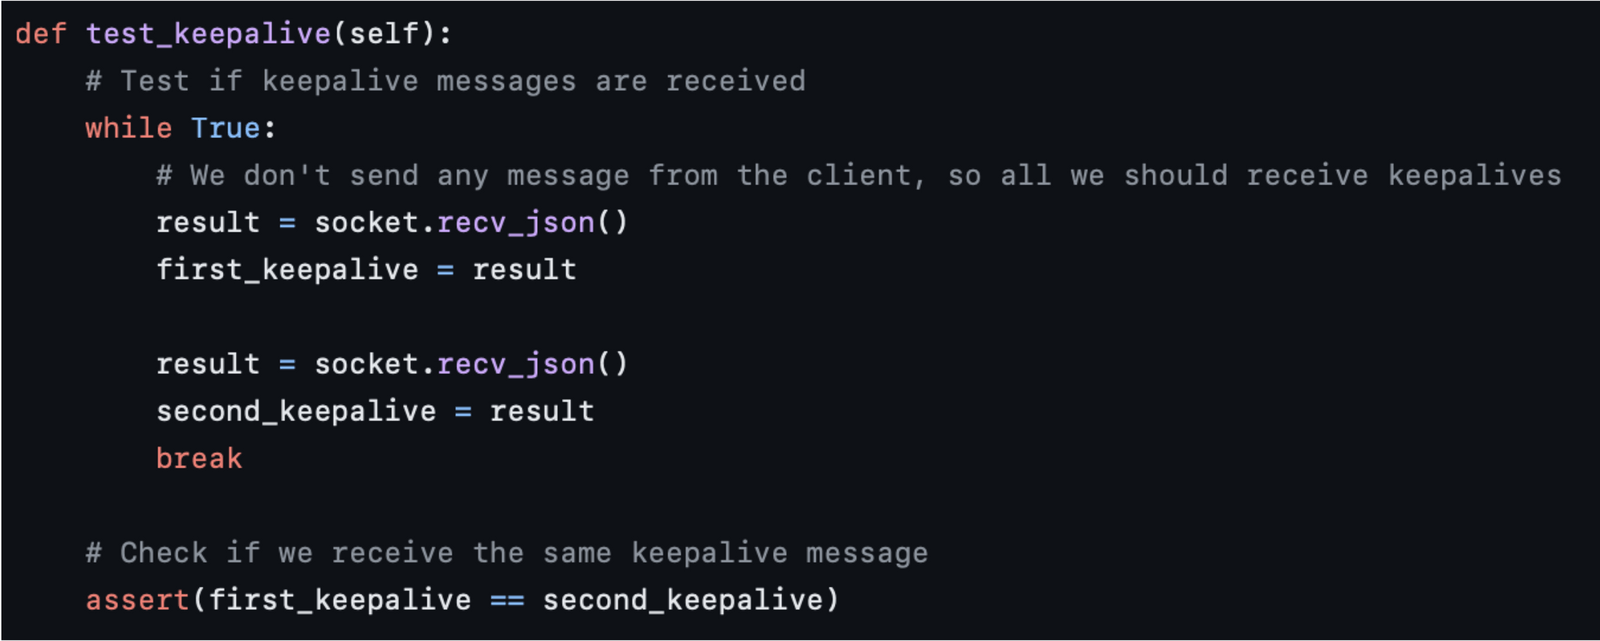 def test_keepalive(self):
    # Test if keepalive messages are received
    while True:
        # We don't send any message from the client, so all we should receive keepalives
        result = socket.recv_json()
        first_keepalive = result

        result = socket.recv_json()
        second_keepalive = result
        break

    # Check if we receive the same keepalive message
    assert(first_keepalive == second_keepalive)